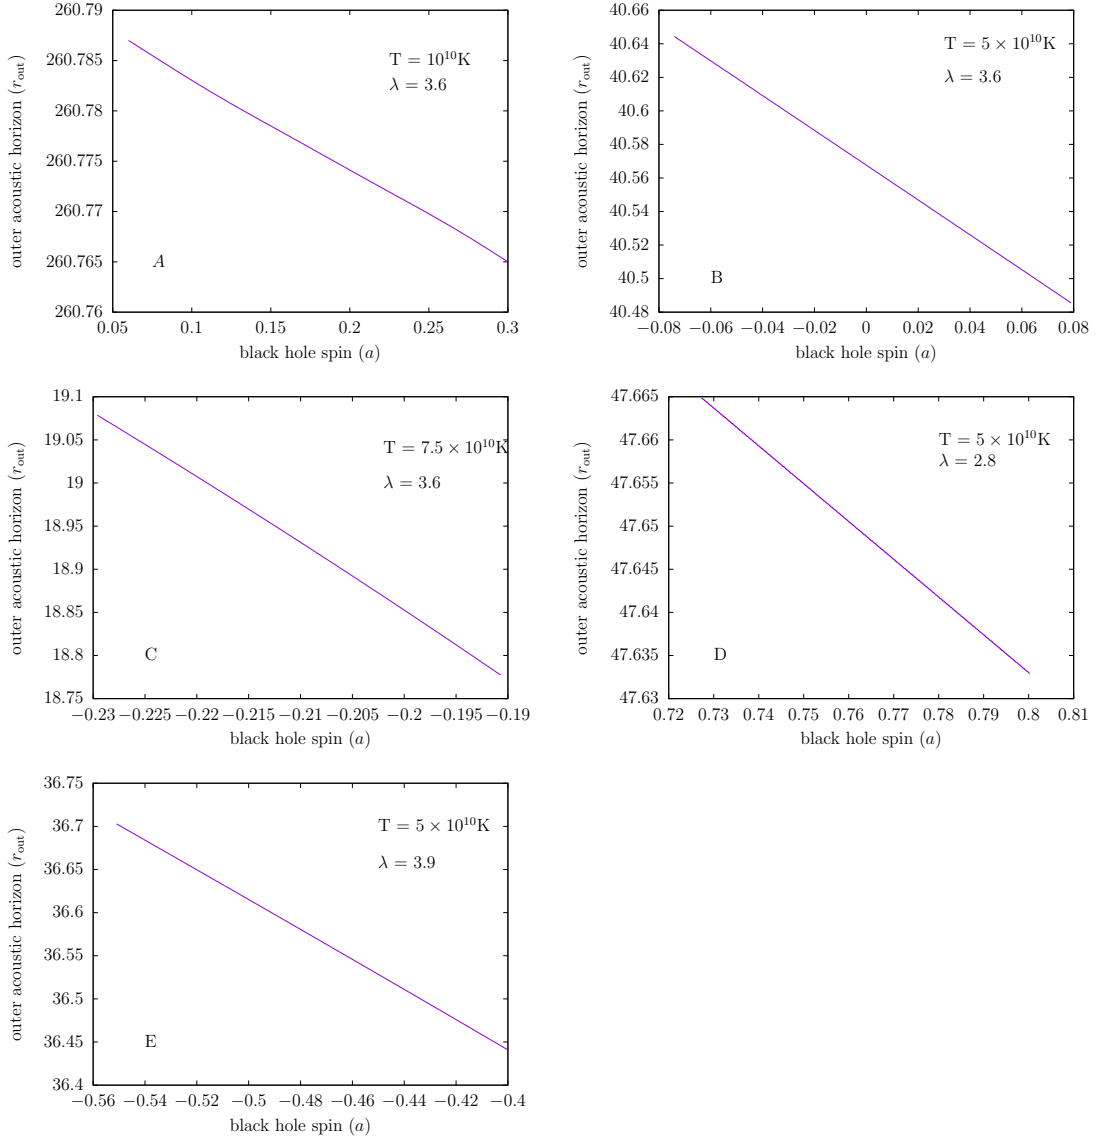 260.79
260.785
260.78
260.775
260.77
260.765
260.76
outer acoustic horizon (r_out)
T = 10^10K
λ = 3.6
A
0.05 0.1 0.15 0.2 0.25 0.3
black hole spin (a)
40.66
40.64
40.62
40.6
40.58
40.56
40.54
40.52
40.5
40.48
outer acoustic horizon (r_out)
T = 5 × 10^10K
λ = 3.6
B
−0.08 −0.06 −0.04 −0.02 0 0.02 0.04 0.06 0.08
black hole spin (a)
19.1
19.05
19
18.95
18.9
18.85
18.8
18.75
outer acoustic horizon (r_out)
T = 7.5 × 10^10K
λ = 3.6
C
−0.23 −0.225 −0.22 −0.215 −0.21 −0.205 −0.2 −0.195 −0.19
black hole spin (a)
47.665
47.66
47.655
47.65
47.645
47.64
47.635
47.63
outer acoustic horizon (r_out)
T = 5 × 10^10K
λ = 2.8
D
0.72 0.73 0.74 0.75 0.76 0.77 0.78 0.79 0.8 0.81
black hole spin (a)
36.75
36.7
36.65
36.6
36.55
36.5
36.45
36.4
outer acoustic horizon (r_out)
T = 5 × 10^10K
λ = 3.9
E
−0.56 −0.54 −0.52 −0.5 −0.48 −0.46 −0.44 −0.42 −0.4
black hole spin (a)